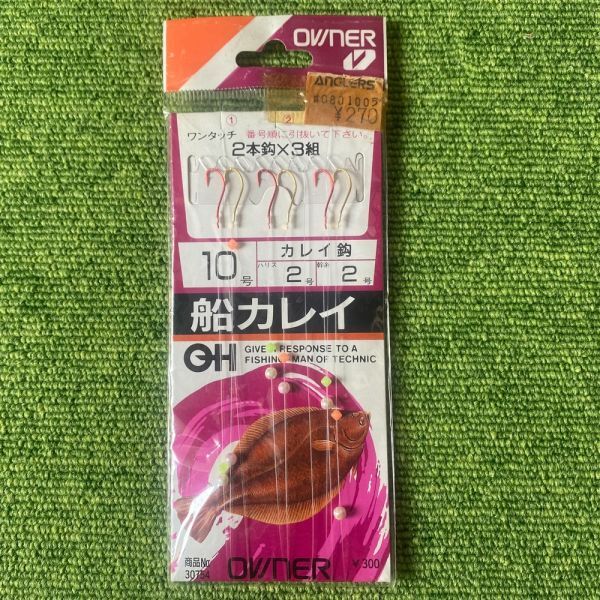 OWNER
ANGLERS
#0801005
¥270
① ②
ワンタッチ 番号順に引抜いて下さい。
2本鈎×3組
カレイ鈎
10号 ハリス2号 幹糸2号
船カレイ
OH GIVE RESPONSE TO A
FISHING MAN OF TECHNIC
商品No.
30754
OWNER
¥300